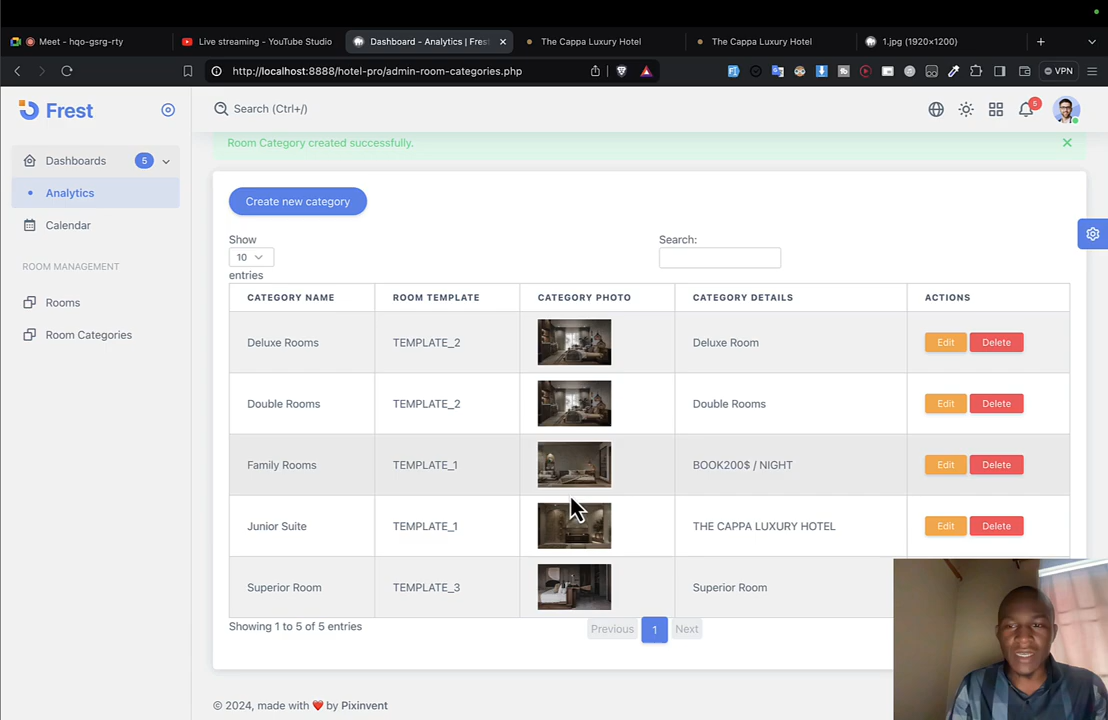 Meet - hqo-gsrg-rty
Live streaming - YouTube Studio
Dashboard - Analytics | Fres
The Cappa Luxury Hotel
The Cappa Luxury Hotel
1.jpg (1920×1200)
http://localhost:8888/hotel-pro/admin-room-categories.php
VPN
Frest
Search (Ctrl+/)
5
Dashboards 5
Analytics
Calendar
ROOM MANAGEMENT
Rooms
Room Categories
Room Category created successfully.
Create new category
Show
10
entries
Search:
CATEGORY NAME ROOM TEMPLATE CATEGORY PHOTO CATEGORY DETAILS ACTIONS
Deluxe Rooms TEMPLATE_2 Deluxe Room Edit Delete
Double Rooms TEMPLATE_2 Double Rooms Edit Delete
Family Rooms TEMPLATE_1 BOOK200$ / NIGHT Edit Delete
Junior Suite TEMPLATE_1 THE CAPPA LUXURY HOTEL Edit Delete
Superior Room TEMPLATE_3 Superior Room
Showing 1 to 5 of 5 entries
Previous 1 Next
© 2024, made with ❤️ by Pixinvent